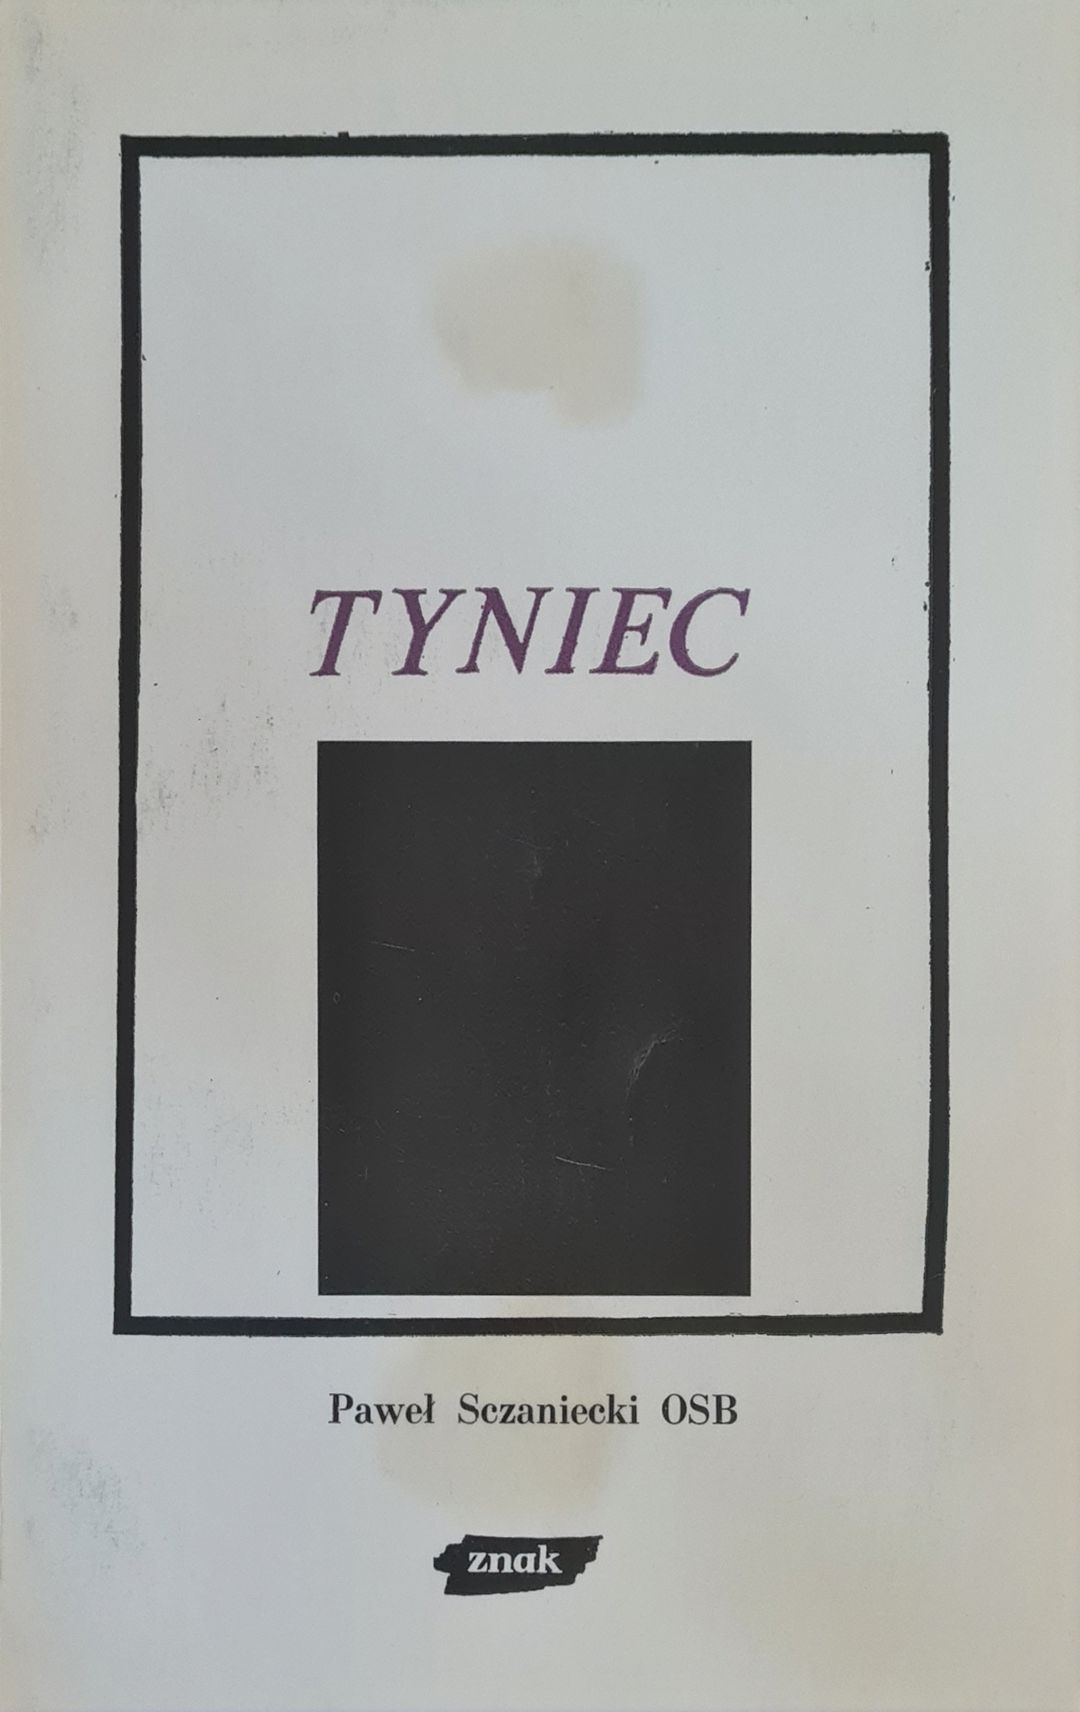 TYNIEC
Paweł Sczaniecki OSB
znak